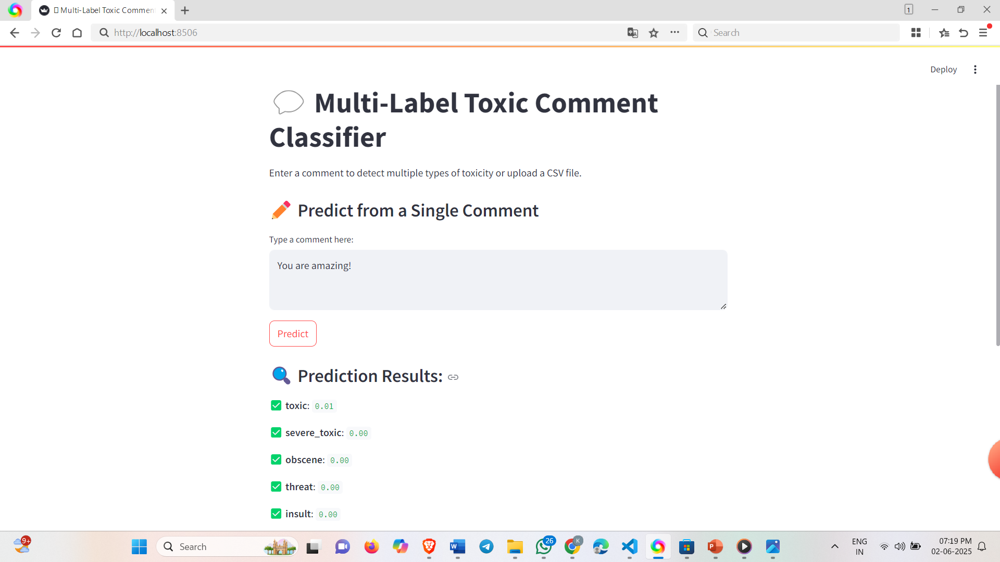 Multi-Label Toxic Commen
1
http://localhost:8506
Search
Deploy
Multi-Label Toxic Comment
Classifier
Enter a comment to detect multiple types of toxicity or upload a CSV file.
Predict from a Single Comment
Type a comment here:
You are amazing!
Predict
Prediction Results:
toxic: 0.01
severe_toxic: 0.00
obscene: 0.00
threat: 0.00
insult: 0.00
9+
Search
26
K
ENG
IN
07:19 PM
02-06-2025